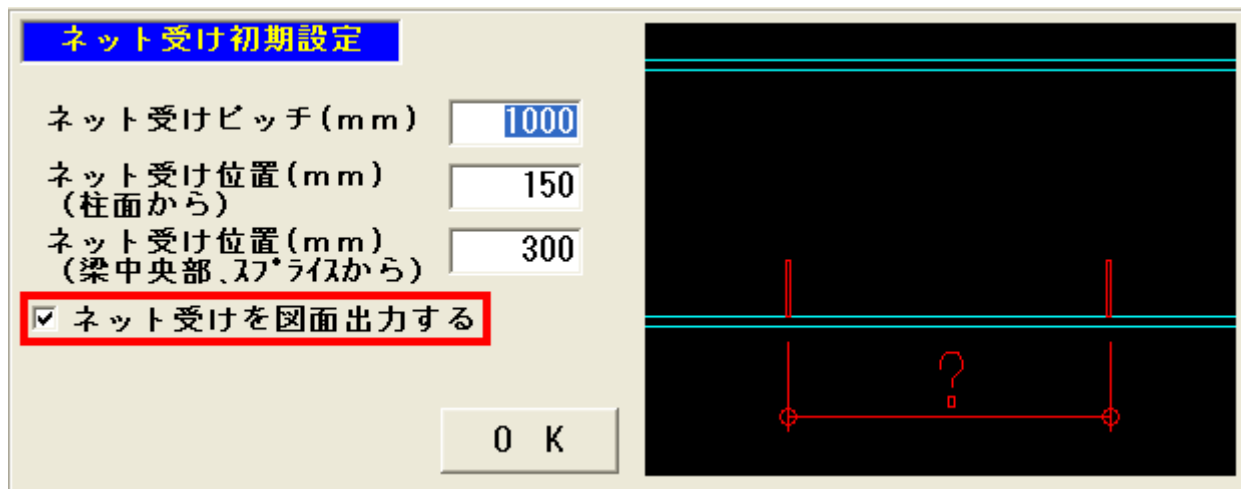 ネット受け初期設定
ネット受けピッチ(mm) 1000
ネット受け位置(mm) 150
(柱面から)
ネット受け位置(mm) 300
(梁中央部、スプライスから)
ネット受けを図面出力する
?
OK